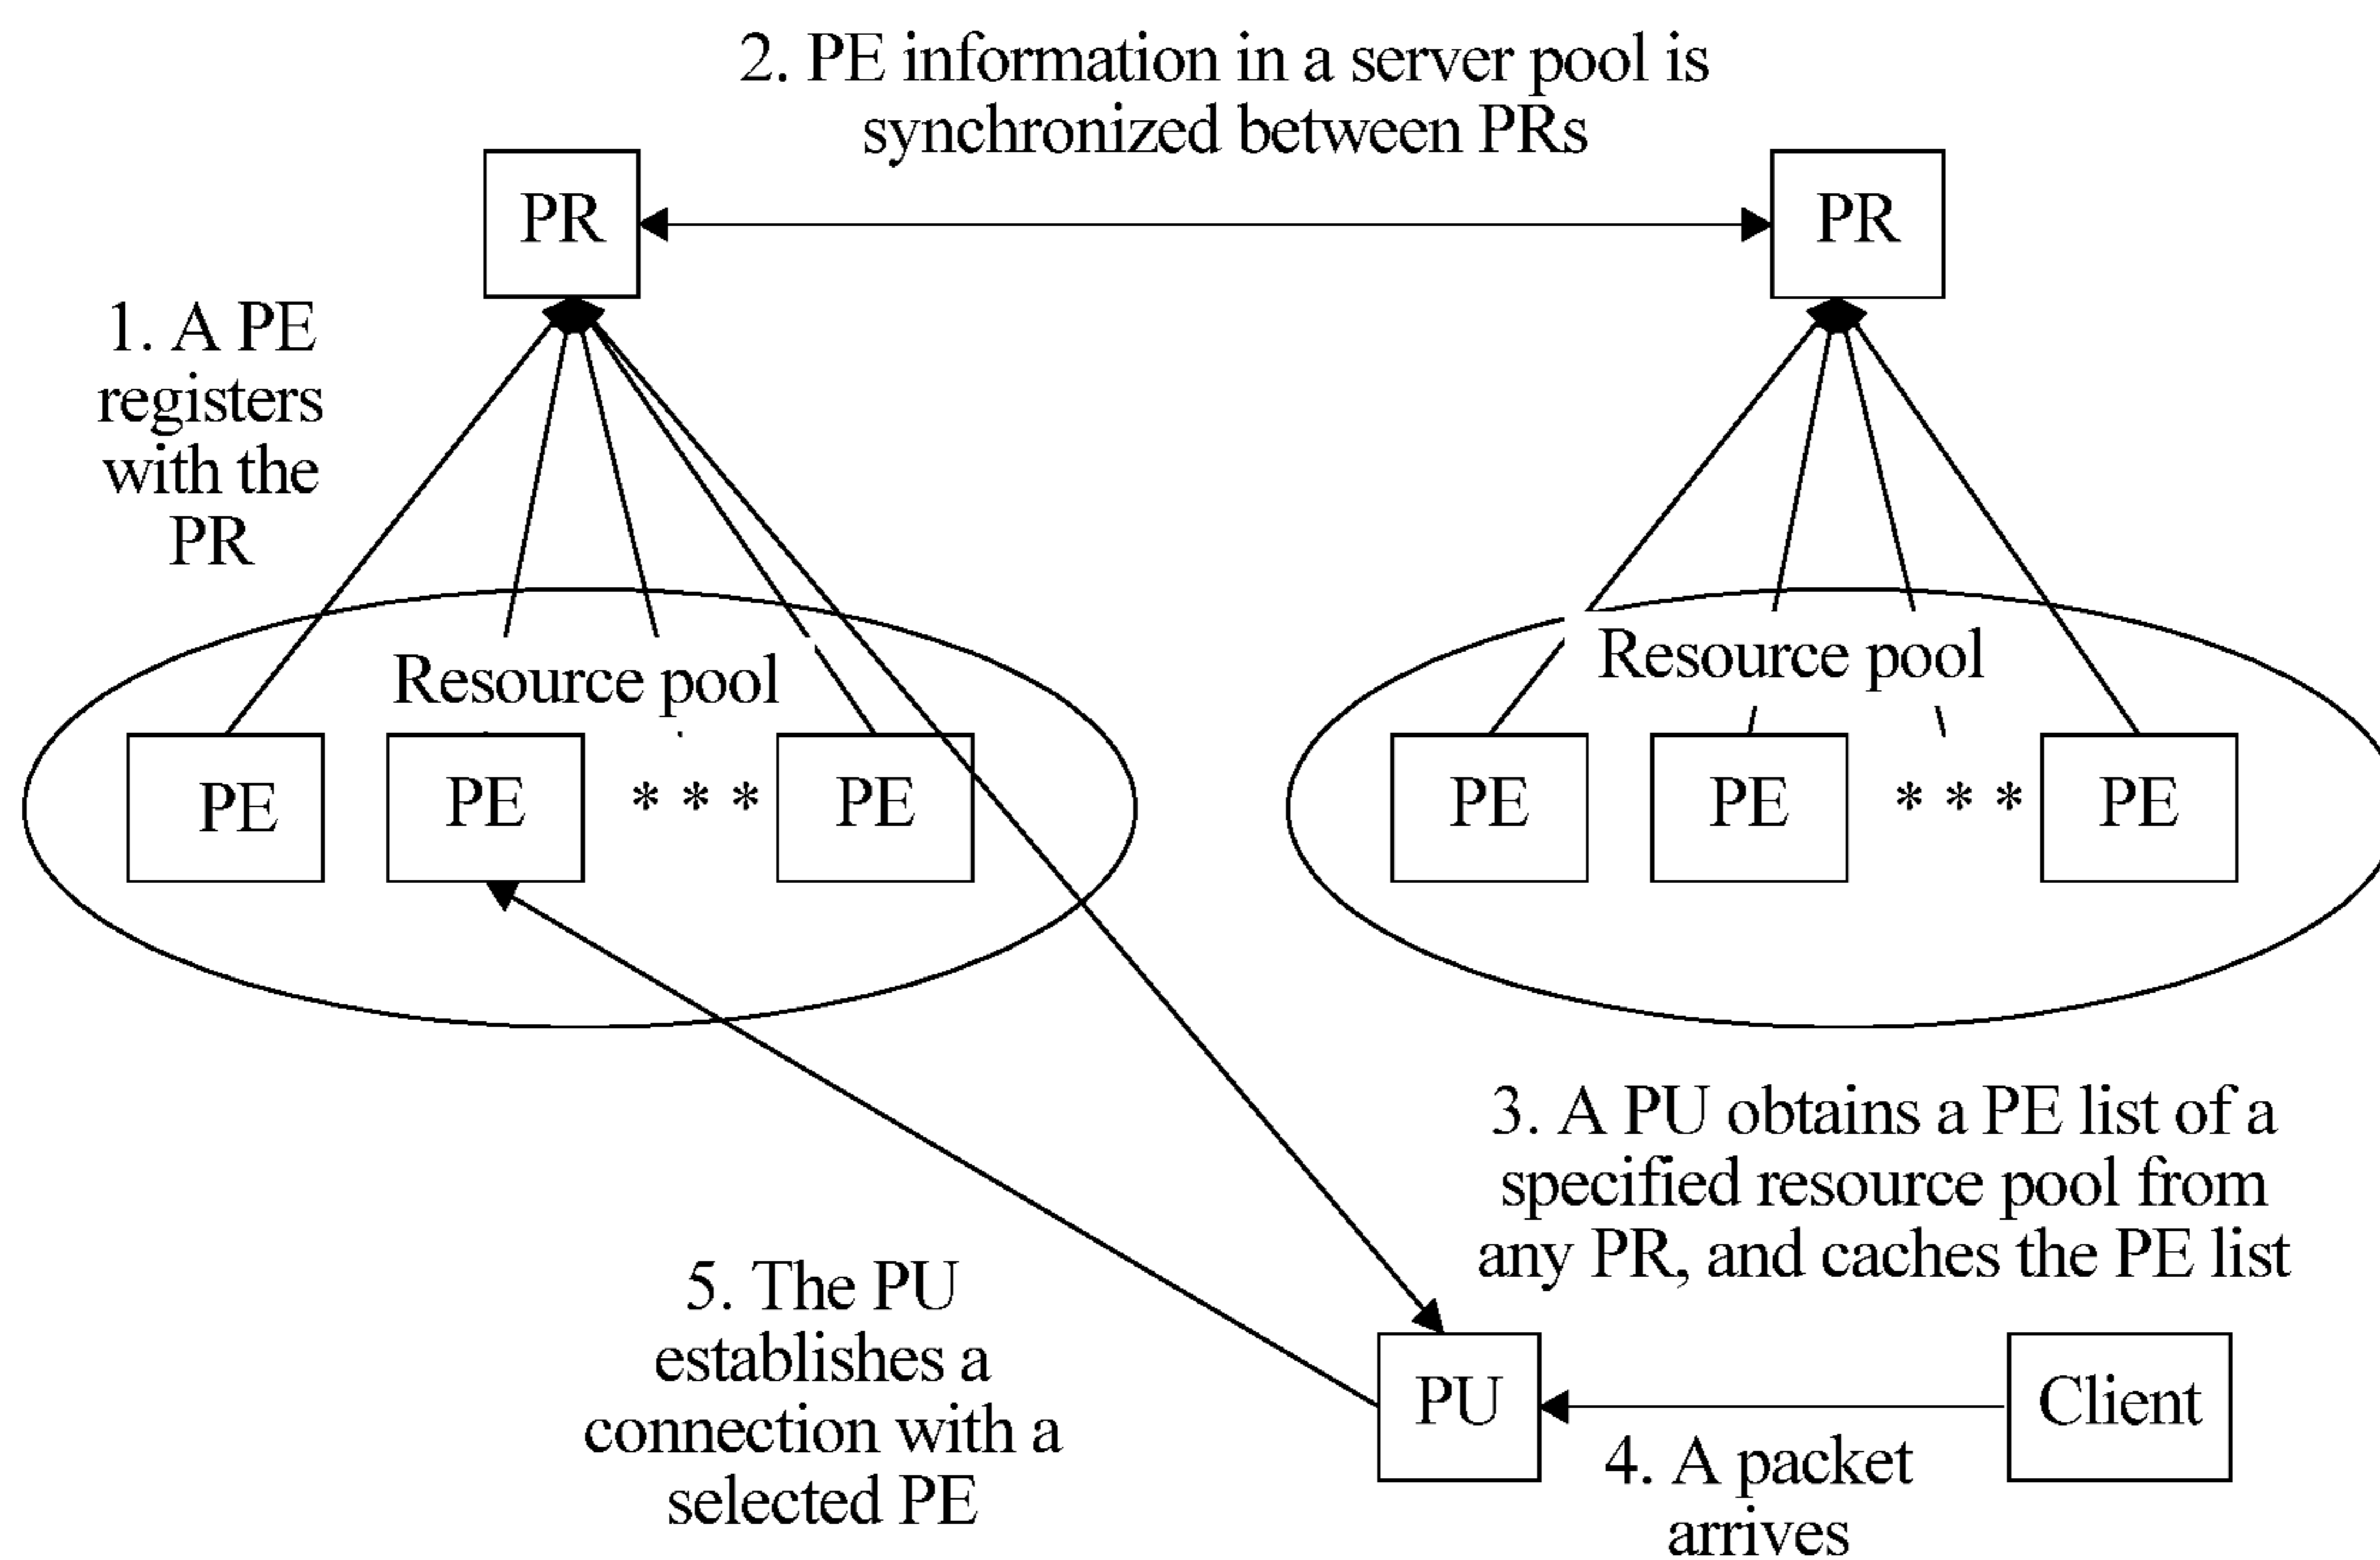 2. PE information in a server pool is
synchronized between PRs
PR
PR
1. A PE
registers
with the
PR
Resource pool
Resource pool
PE
PE
* * *
PE
PE
PE
* * *
PE
3. A PU obtains a PE list of a
specified resource pool from
any PR, and caches the PE list
5. The PU
establishes a
connection with a
selected PE
PU
Client
4. A packet
arrives